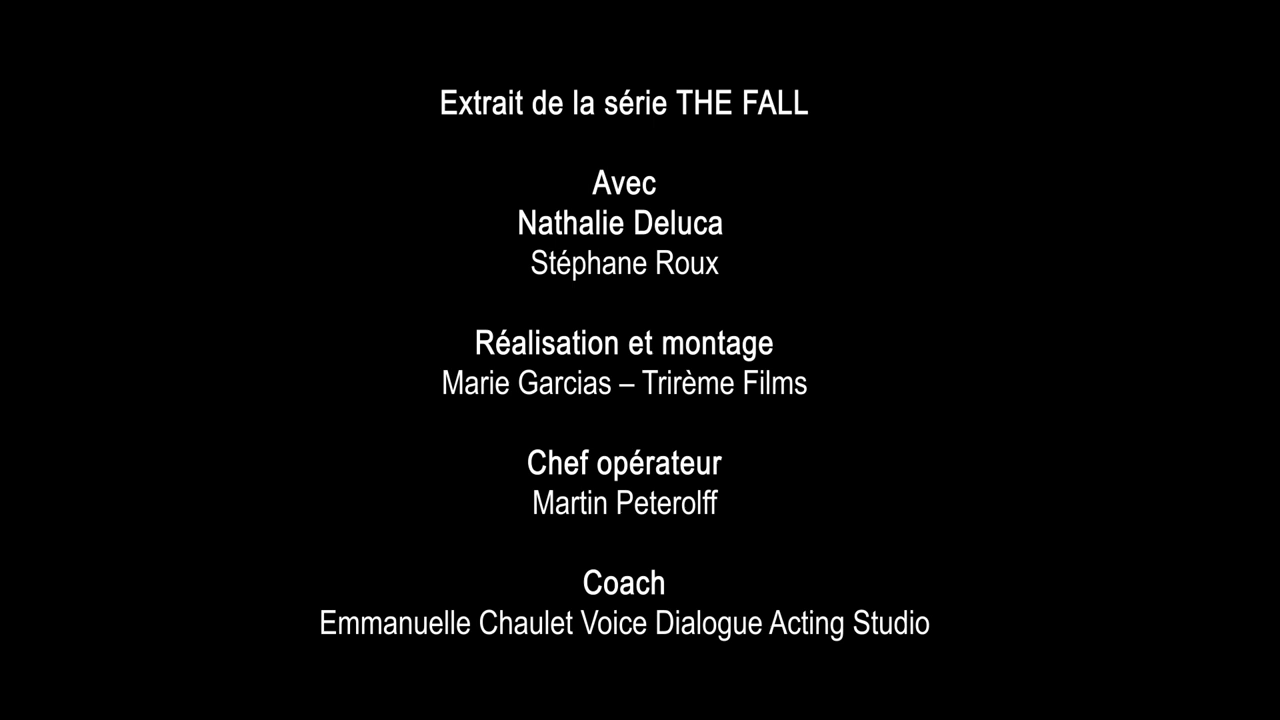 Extrait de la série THE FALL
Avec
Nathalie Deluca
Stéphane Roux
Réalisation et montage
Marie Garcias – Trirème Films
Chef opérateur
Martin Peterolff
Coach
Emmanuelle Chaulet Voice Dialogue Acting Studio